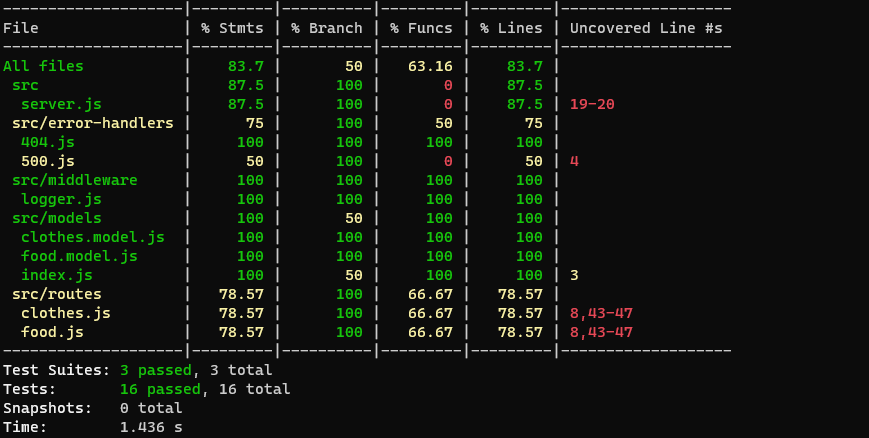 --------------------|---------|----------|---------|---------|-------------------
File                | % Stmts | % Branch | % Funcs | % Lines | Uncovered Line #s
--------------------|---------|----------|---------|---------|-------------------
All files           |    83.7 |       50 |   63.16 |    83.7 |
 src                |    87.5 |      100 |       0 |    87.5 |
  server.js         |    87.5 |      100 |       0 |    87.5 | 19-20
 src/error-handlers |      75 |      100 |      50 |      75 |
  404.js            |     100 |      100 |     100 |     100 |
  500.js            |      50 |      100 |       0 |      50 | 4
 src/middleware     |     100 |      100 |     100 |     100 |
  logger.js         |     100 |      100 |     100 |     100 |
 src/models         |     100 |       50 |     100 |     100 |
  clothes.model.js  |     100 |      100 |     100 |     100 |
  food.model.js     |     100 |      100 |     100 |     100 |
  index.js          |     100 |       50 |     100 |     100 | 3
 src/routes         |   78.57 |      100 |   66.67 |   78.57 |
  clothes.js        |   78.57 |      100 |   66.67 |   78.57 | 8,43-47
  food.js           |   78.57 |      100 |   66.67 |   78.57 | 8,43-47
--------------------|---------|----------|---------|---------|-------------------
Test Suites: 3 passed, 3 total
Tests:       16 passed, 16 total
Snapshots:   0 total
Time:        1.436 s